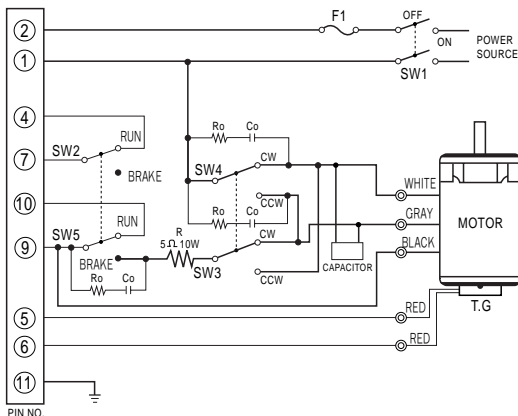 F1
OFF
ON
POWER
SOURCE
SW1
2
1
4
7
10
9
5
6
11
PIN NO.
RUN
SW2
BRAKE
RUN
SW5
BRAKE
Ro Co
R
5Ω 10W
SW3
Ro Co
SW4
CW
CCW
Ro Co
CW
CCW
CAPACITOR
WHITE
GRAY
BLACK
MOTOR
RED
T.G
RED